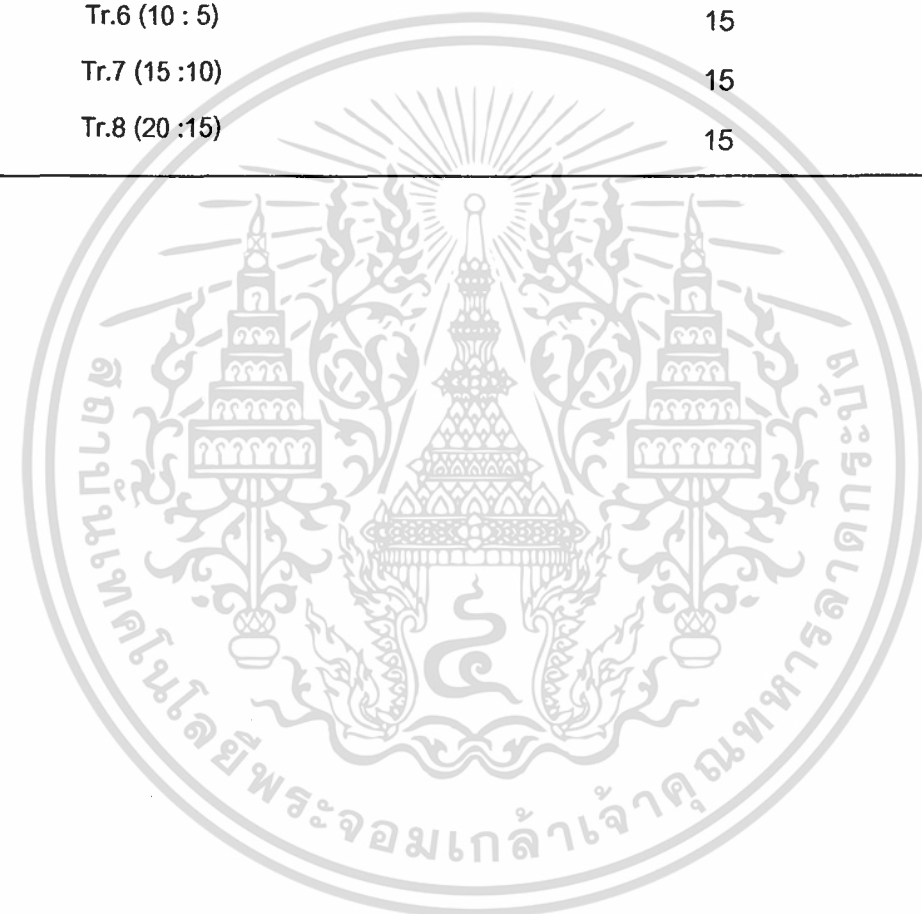 Tr.6 (10 : 5) 15
Tr.7 (15 :10) 15
Tr.8 (20 :15) 15
สถาบันเทคโนโลยีพระจอมเกล้าเจ้าคุณทหารลาดกระบัง